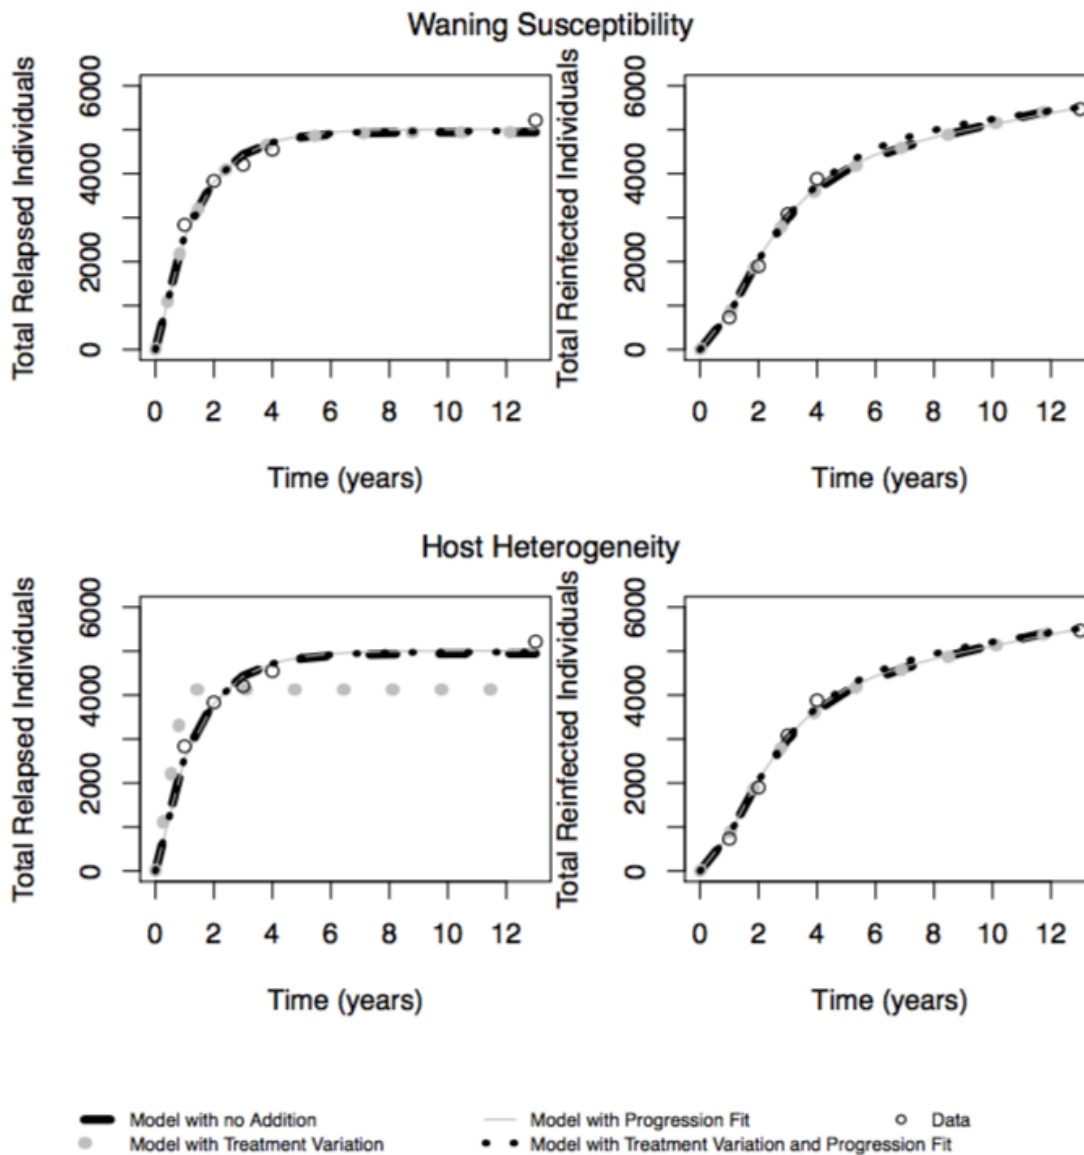 Waning Susceptibility
Total Relapsed Individuals
0 2000 4000 6000
0 2 4 6 8 10 12
Time (years)
Total Reinfected Individuals
0 2000 4000 6000
0 2 4 6 8 10 12
Time (years)
Host Heterogeneity
Total Relapsed Individuals
0 2000 4000 6000
0 2 4 6 8 10 12
Time (years)
Total Reinfected Individuals
0 2000 4000 6000
0 2 4 6 8 10 12
Time (years)
Model with no Addition
Model with Progression Fit
Data
Model with Treatment Variation
Model with Treatment Variation and Progression Fit